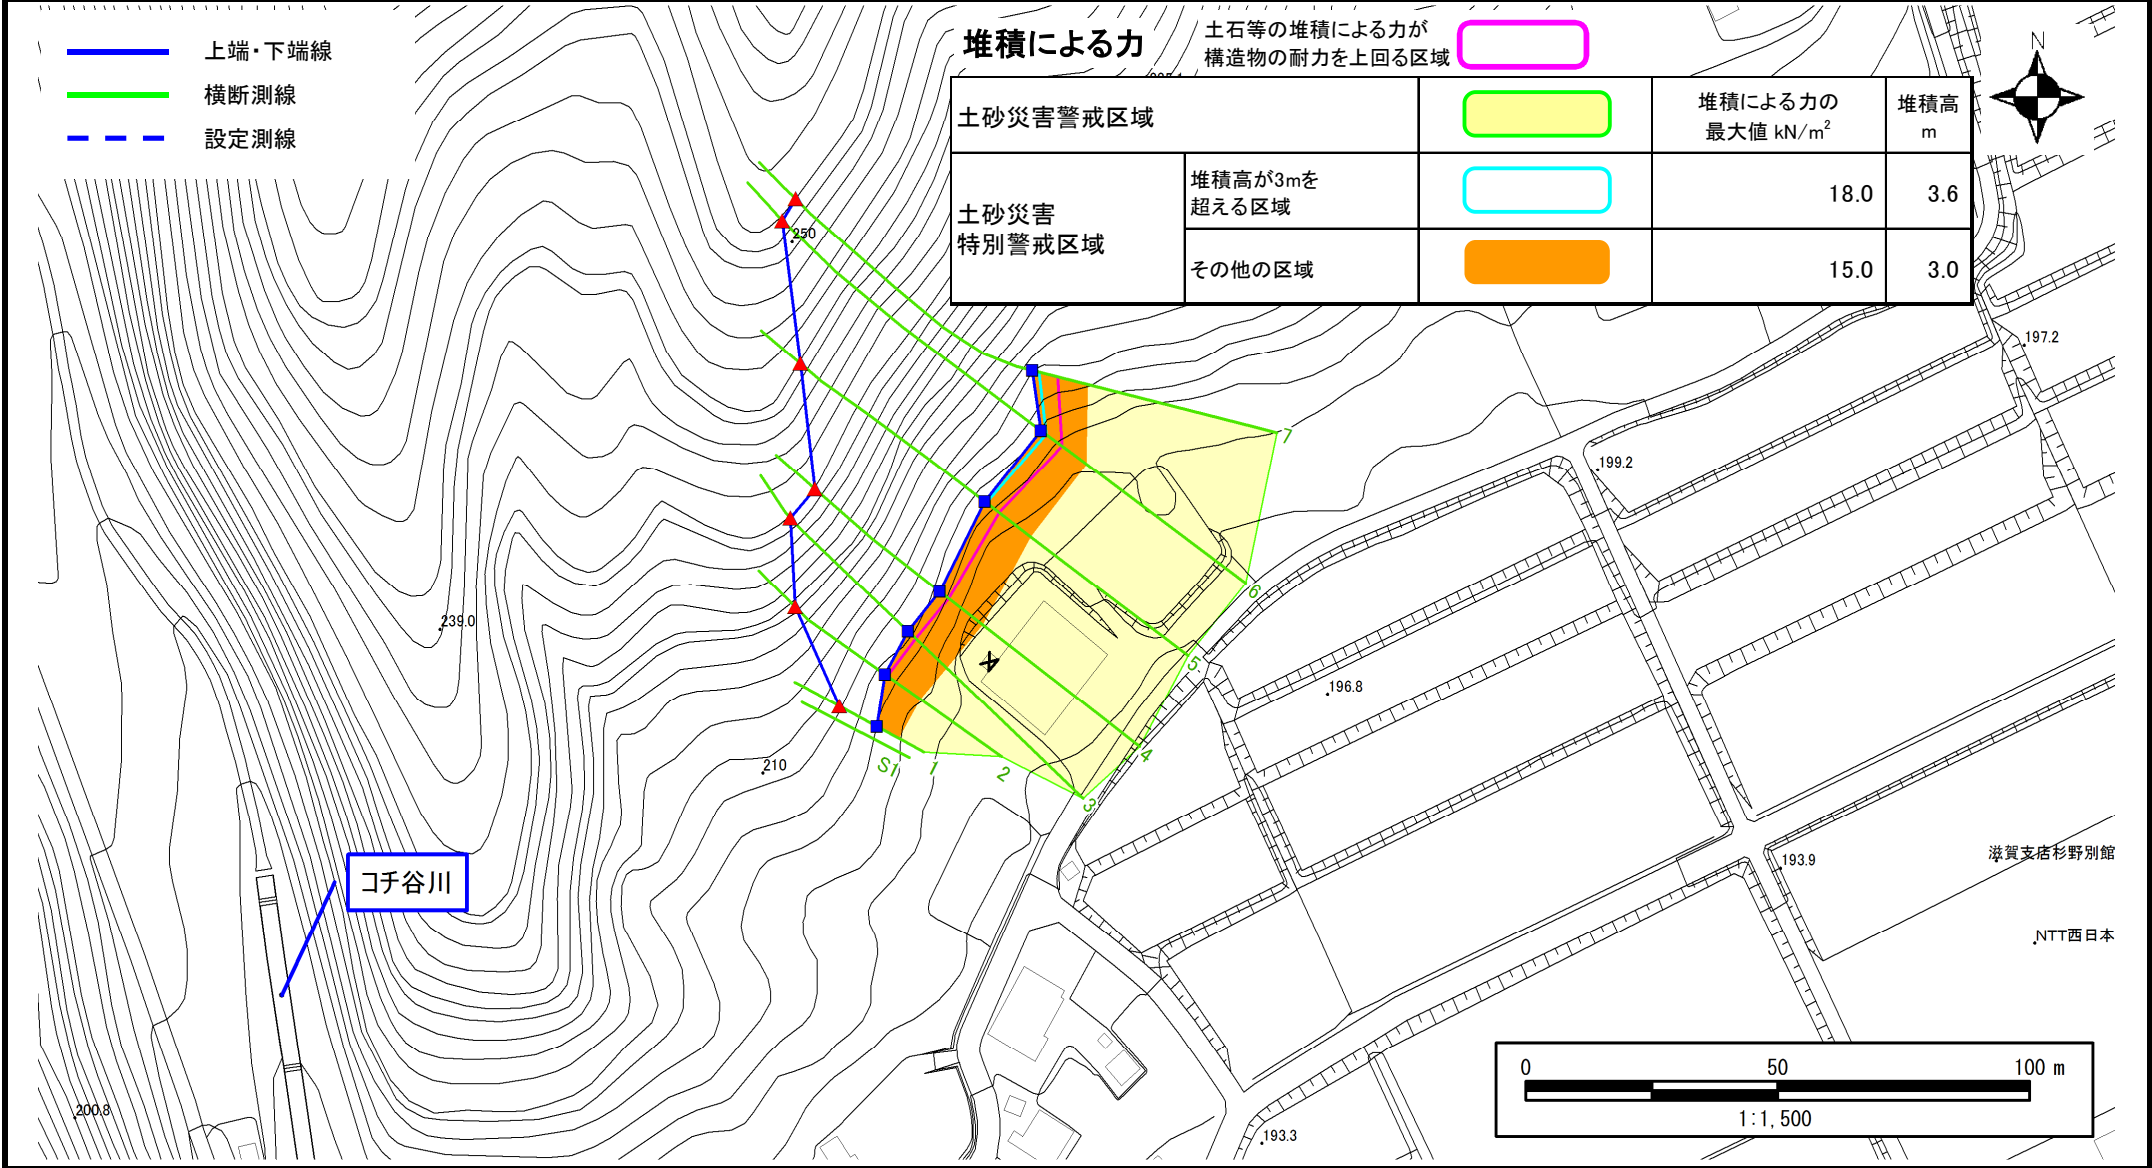 上端・下端線
横断測線
設定測線
堆積による力
土石等の堆積による力が
構造物の耐力を上回る区域
土砂災害警戒区域
堆積による力の
最大値 kN/m²
堆積高
m
土砂災害
特別警戒区域
堆積高が3mを
超える区域
18.0
3.6
その他の区域
15.0
3.0
N
250
197.2
7
199.2
6
239.0
5
196.8
4
210
S1
1
2
3
コチ谷川
193.9
滋賀支店杉野別館
NTT西日本
200.8
193.3
0
50
100 m
1:1,500